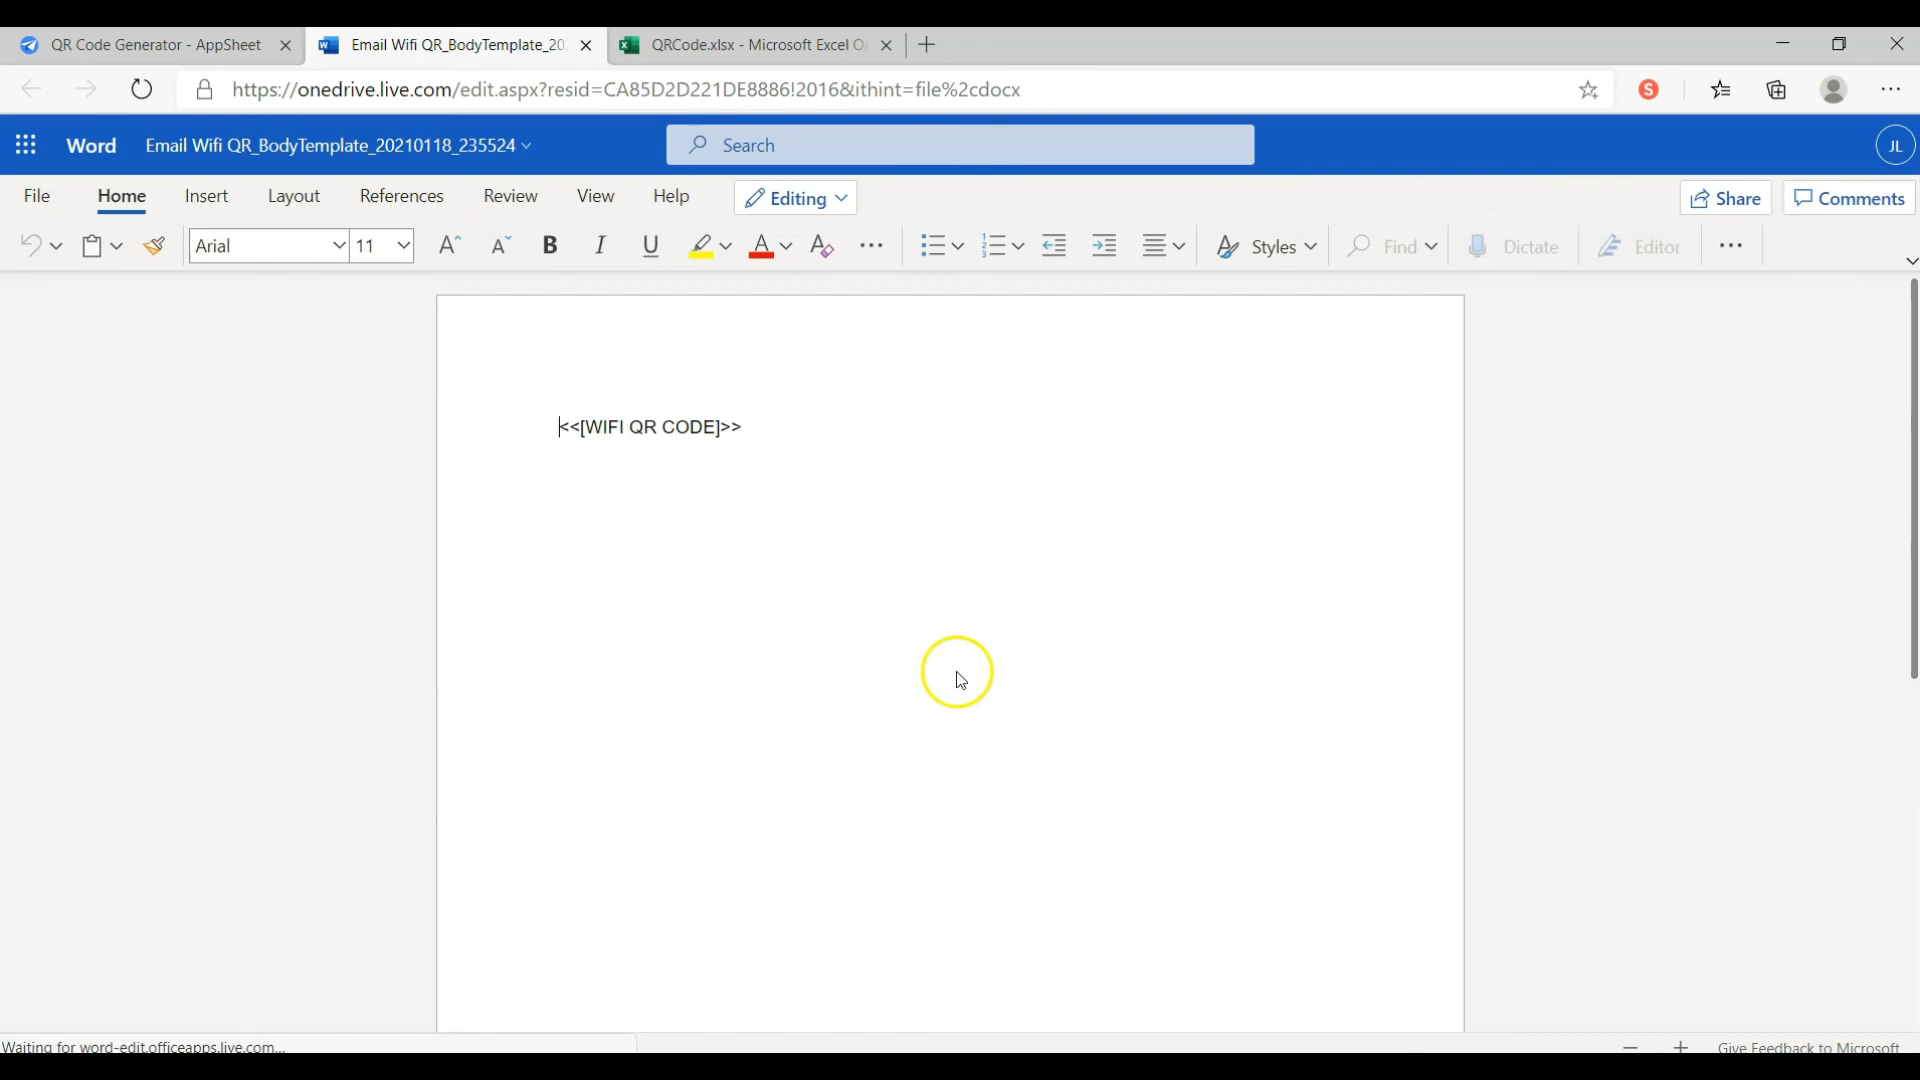 QR Code Generator - AppSheet
Email Wifi QR_BodyTemplate_202
QRCode.xlsx - Microsoft Excel O
https://onedrive.live.com/edit.aspx?resid=CA85D2D221DE8886!2016&ithint=file%2cdocx
S
Word
Email Wifi QR_BodyTemplate_20210118_235524
Search
JL
File
Home
Insert
Layout
References
Review
View
Help
Editing
Share
Comments
Arial
11
A
A
B
I
U
A
A
Styles
Find
Dictate
Editor
<<[WIFI QR CODE]>>
Waiting for word-edit.officeapps.live.com...
Give Feedback to Microsoft